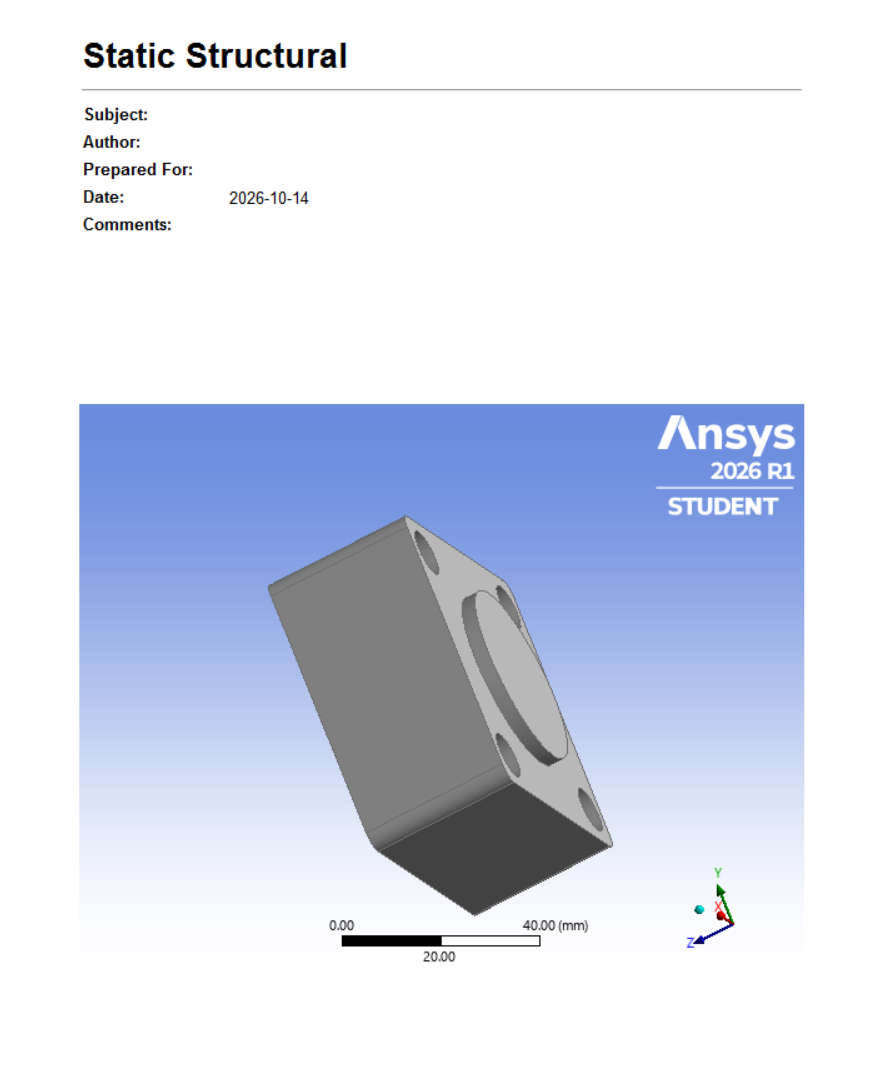 Static Structural
Subject:
Author:
Prepared For:
Date: 2026-10-14
Comments:
Ansys
2026 R1
STUDENT
0.00 40.00 (mm)
20.00
Y
X
Z